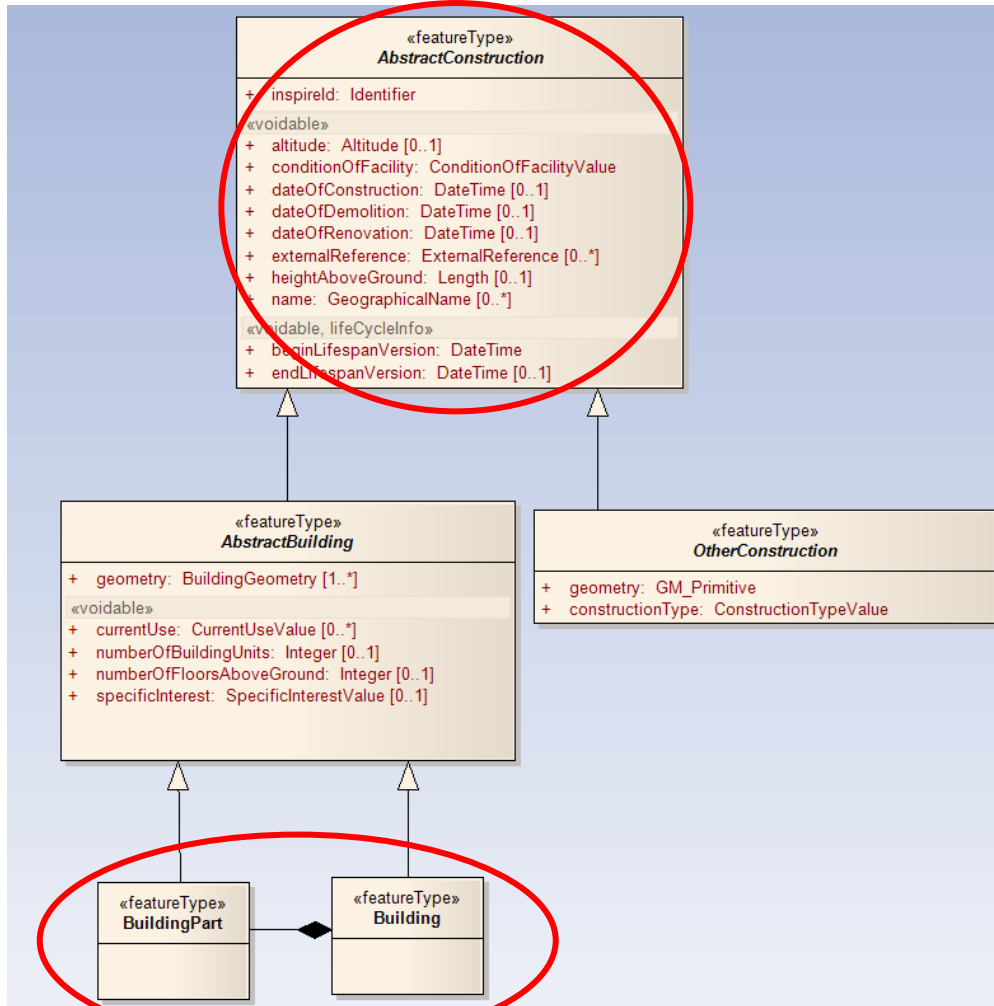 «featureType»
AbstractConstruction
+ inspireId: Identifier
«voidable»
+ altitude: Altitude [0..1]
+ conditionOfFacility: ConditionOfFacilityValue
+ dateOfConstruction: DateTime [0..1]
+ dateOfDemolition: DateTime [0..1]
+ dateOfRenovation: DateTime [0..1]
+ externalReference: ExternalReference [0..*]
+ heightAboveGround: Length [0..1]
+ name: GeographicalName [0..*]
«voidable, lifeCycleInfo»
+ beginLifespanVersion: DateTime
+ endLifespanVersion: DateTime [0..1]
«featureType»
AbstractBuilding
+ geometry: BuildingGeometry [1..*]
«voidable»
+ currentUse: CurrentUseValue [0..*]
+ numberOfBuildingUnits: Integer [0..1]
+ numberOfFloorsAboveGround: Integer [0..1]
+ specificInterest: SpecificInterestValue [0..1]
«featureType»
OtherConstruction
+ geometry: GM_Primitive
+ constructionType: ConstructionTypeValue
«featureType»
BuildingPart
«featureType»
Building